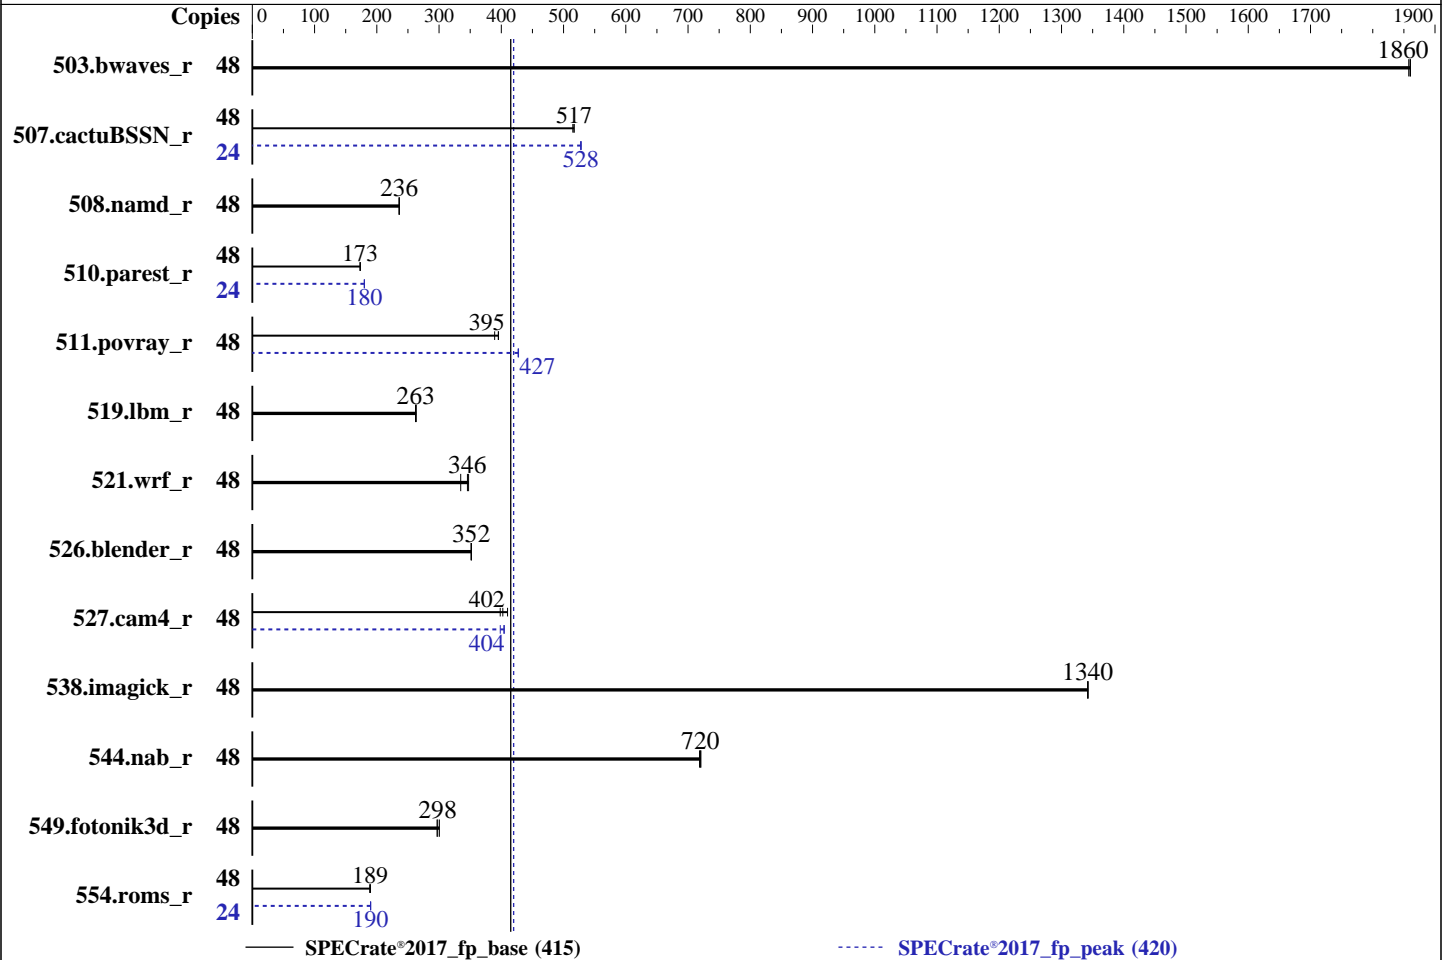 Copies 0 100 200 300 400 500 600 700 800 900 1000 1100 1200 1300 1400 1500 1600 1700 1900
503.bwaves_r 48 1860
507.cactuBSSN_r 48 517
24 528
508.namd_r 48 236
510.parest_r 48 173
24 180
511.povray_r 48 395
427
519.lbm_r 48 263
521.wrf_r 48 346
526.blender_r 48 352
527.cam4_r 48 402
404
538.imagick_r 48 1340
544.nab_r 48 720
549.fotonik3d_r 48 298
554.roms_r 48 189
24 190
SPECrate®2017_fp_base (415) SPECrate®2017_fp_peak (420)